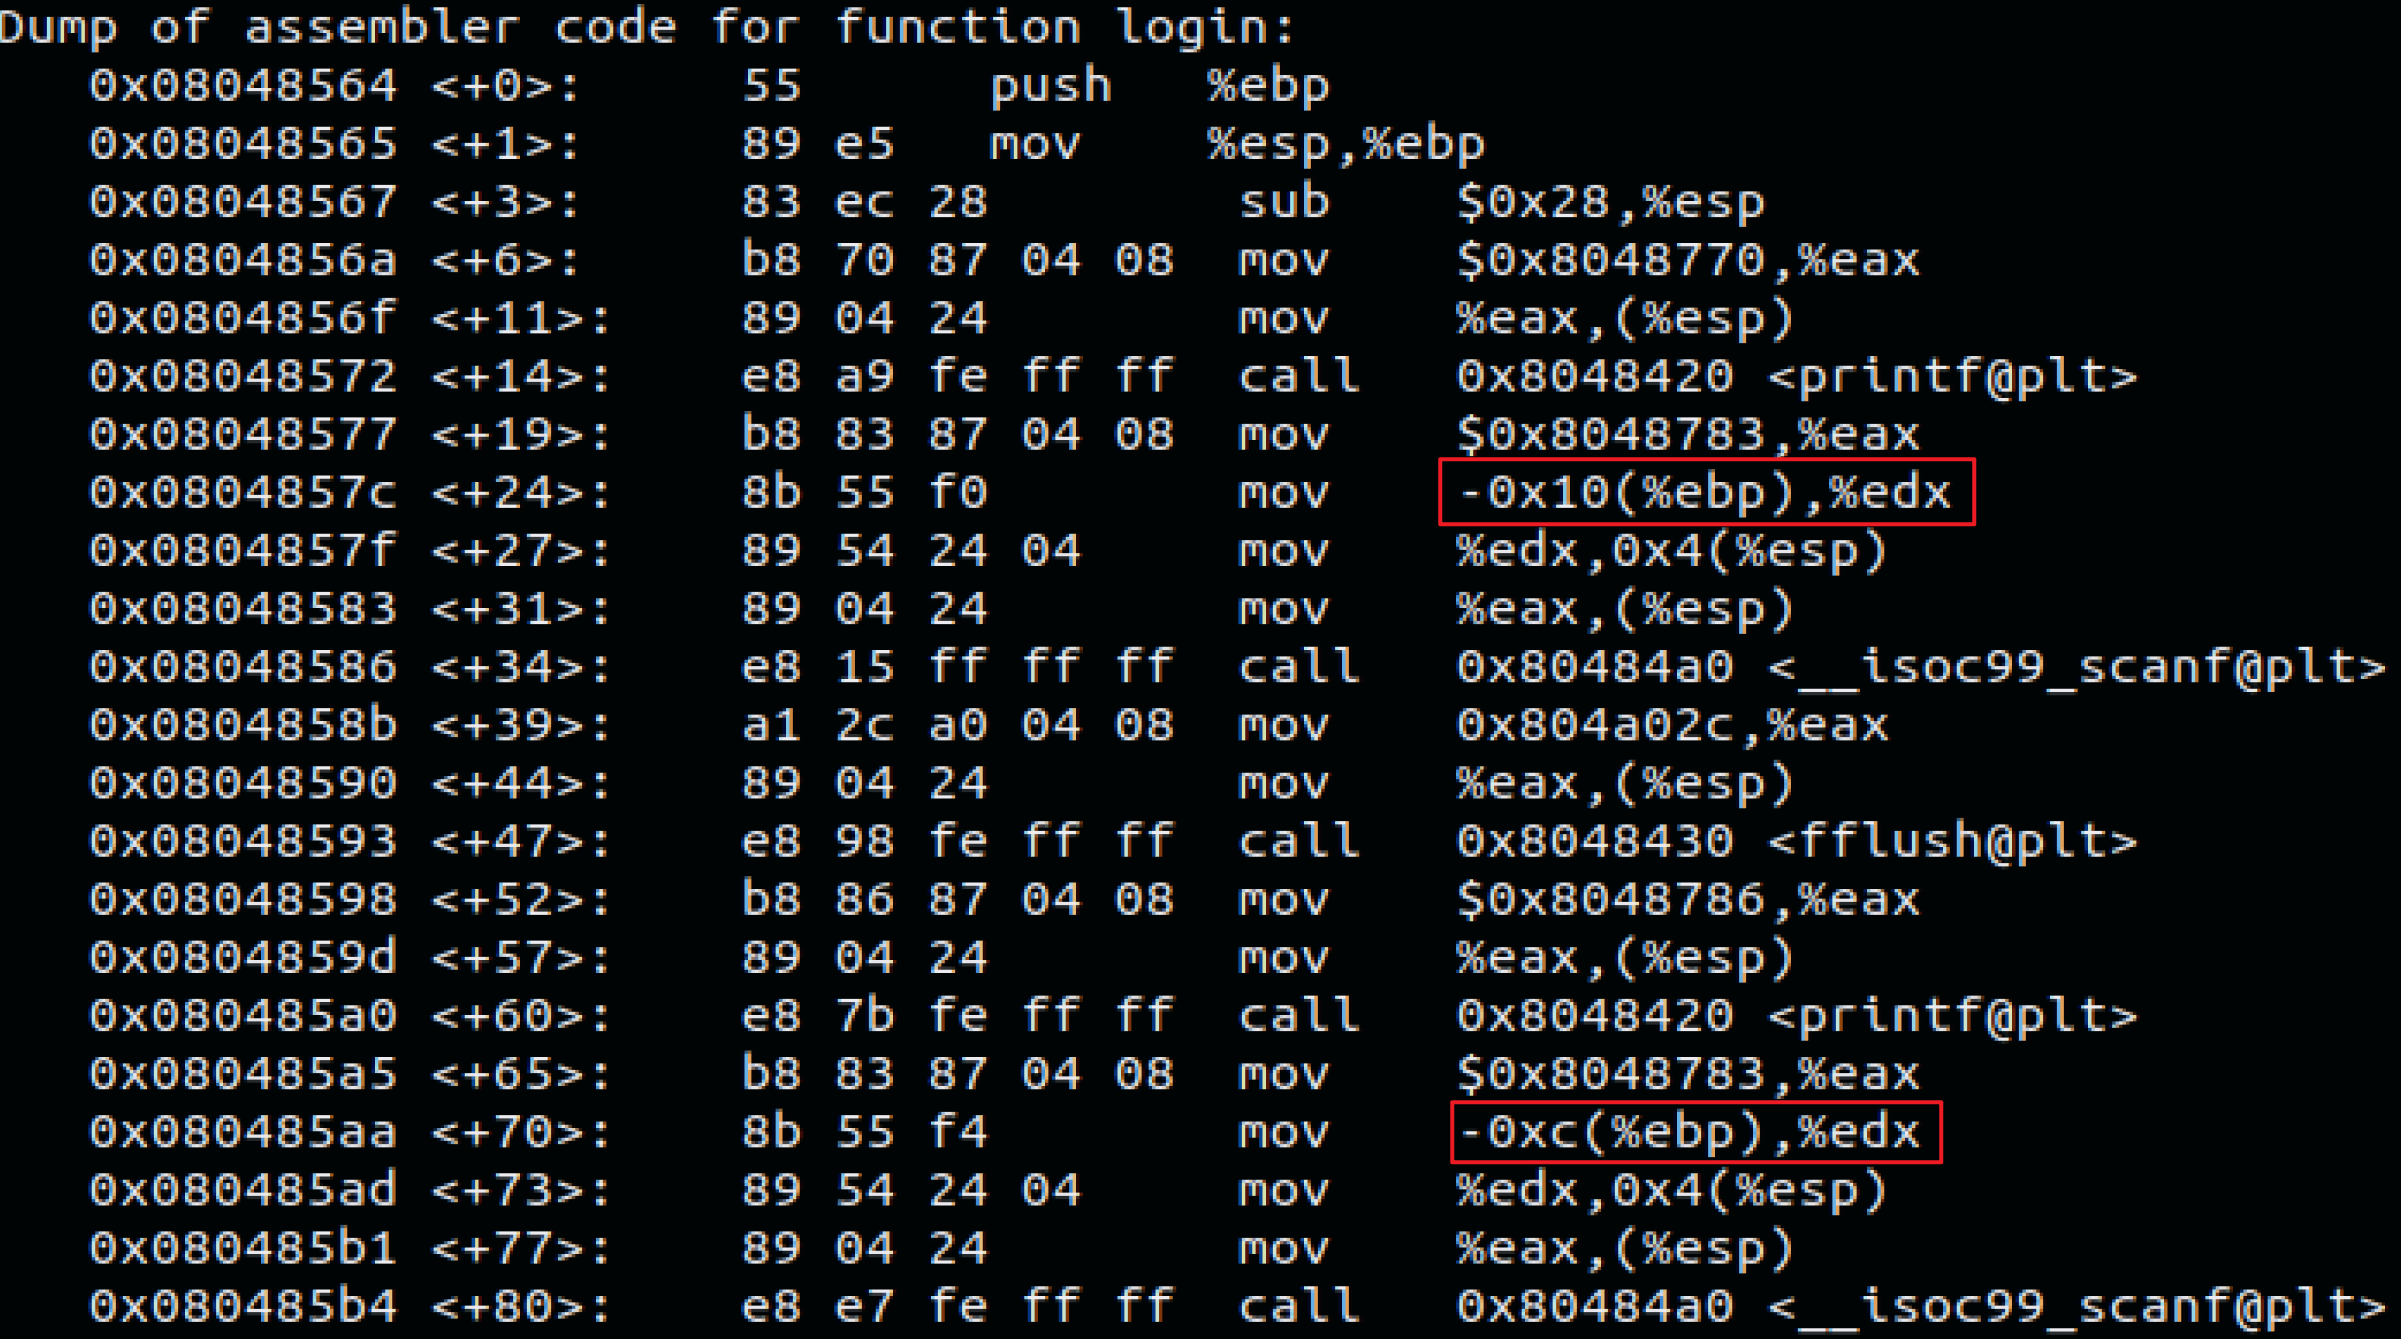 Dump of assembler code for function login:
0x08048564 <+0>: 55 push %ebp
0x08048565 <+1>: 89 e5 mov %esp,%ebp
0x08048567 <+3>: 83 ec 28 sub $0x28,%esp
0x0804856a <+6>: b8 70 87 04 08 mov $0x8048770,%eax
0x0804856f <+11>: 89 04 24 mov %eax,(%esp)
0x08048572 <+14>: e8 a9 fe ff ff call 0x8048420 <printf@plt>
0x08048577 <+19>: b8 83 87 04 08 mov $0x8048783,%eax
0x0804857c <+24>: 8b 55 f0 mov -0x10(%ebp),%edx
0x0804857f <+27>: 89 54 24 04 mov %edx,0x4(%esp)
0x08048583 <+31>: 89 04 24 mov %eax,(%esp)
0x08048586 <+34>: e8 15 ff ff ff call 0x80484a0 <__isoc99_scanf@plt>
0x0804858b <+39>: a1 2c a0 04 08 mov 0x804a02c,%eax
0x08048590 <+44>: 89 04 24 mov %eax,(%esp)
0x08048593 <+47>: e8 98 fe ff ff call 0x8048430 <fflush@plt>
0x08048598 <+52>: b8 86 87 04 08 mov $0x8048786,%eax
0x0804859d <+57>: 89 04 24 mov %eax,(%esp)
0x080485a0 <+60>: e8 7b fe ff ff call 0x8048420 <printf@plt>
0x080485a5 <+65>: b8 83 87 04 08 mov $0x8048783,%eax
0x080485aa <+70>: 8b 55 f4 mov -0xc(%ebp),%edx
0x080485ad <+73>: 89 54 24 04 mov %edx,0x4(%esp)
0x080485b1 <+77>: 89 04 24 mov %eax,(%esp)
0x080485b4 <+80>: e8 e7 fe ff ff call 0x80484a0 <__isoc99_scanf@plt>